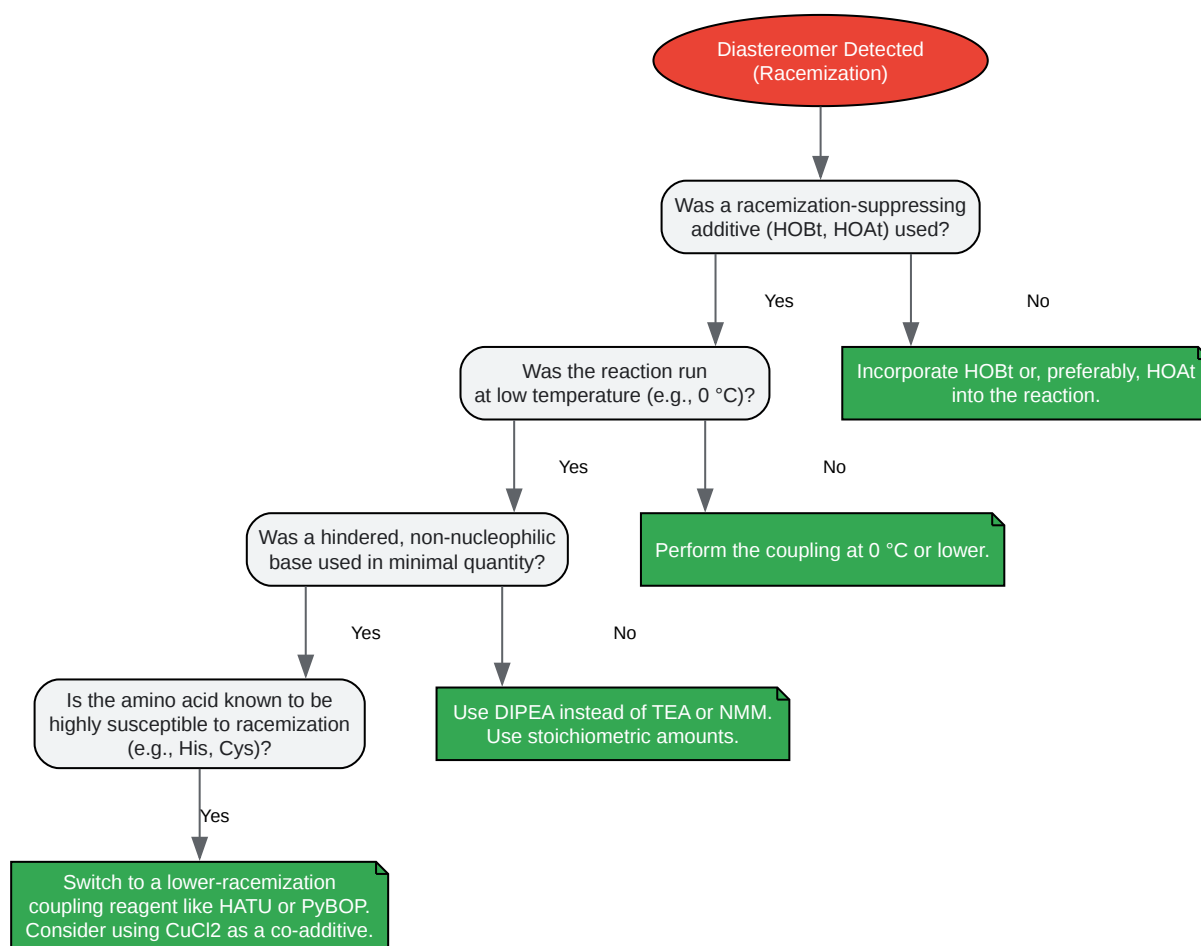 Diastereomer Detected
(Racemization)
Was a racemization-suppressing
additive (HOBt, HOAt) used?
Yes
No
Was the reaction run
at low temperature (e.g., 0 °C)?
Incorporate HOBt or, preferably, HOAt
into the reaction.
Yes
No
Was a hindered, non-nucleophilic
base used in minimal quantity?
Perform the coupling at 0 °C or lower.
Yes
No
Is the amino acid known to be
highly susceptible to racemization
(e.g., His, Cys)?
Use DIPEA instead of TEA or NMM.
Use stoichiometric amounts.
Yes
Switch to a lower-racemization
coupling reagent like HATU or PyBOP.
Consider using CuCl2 as a co-additive.